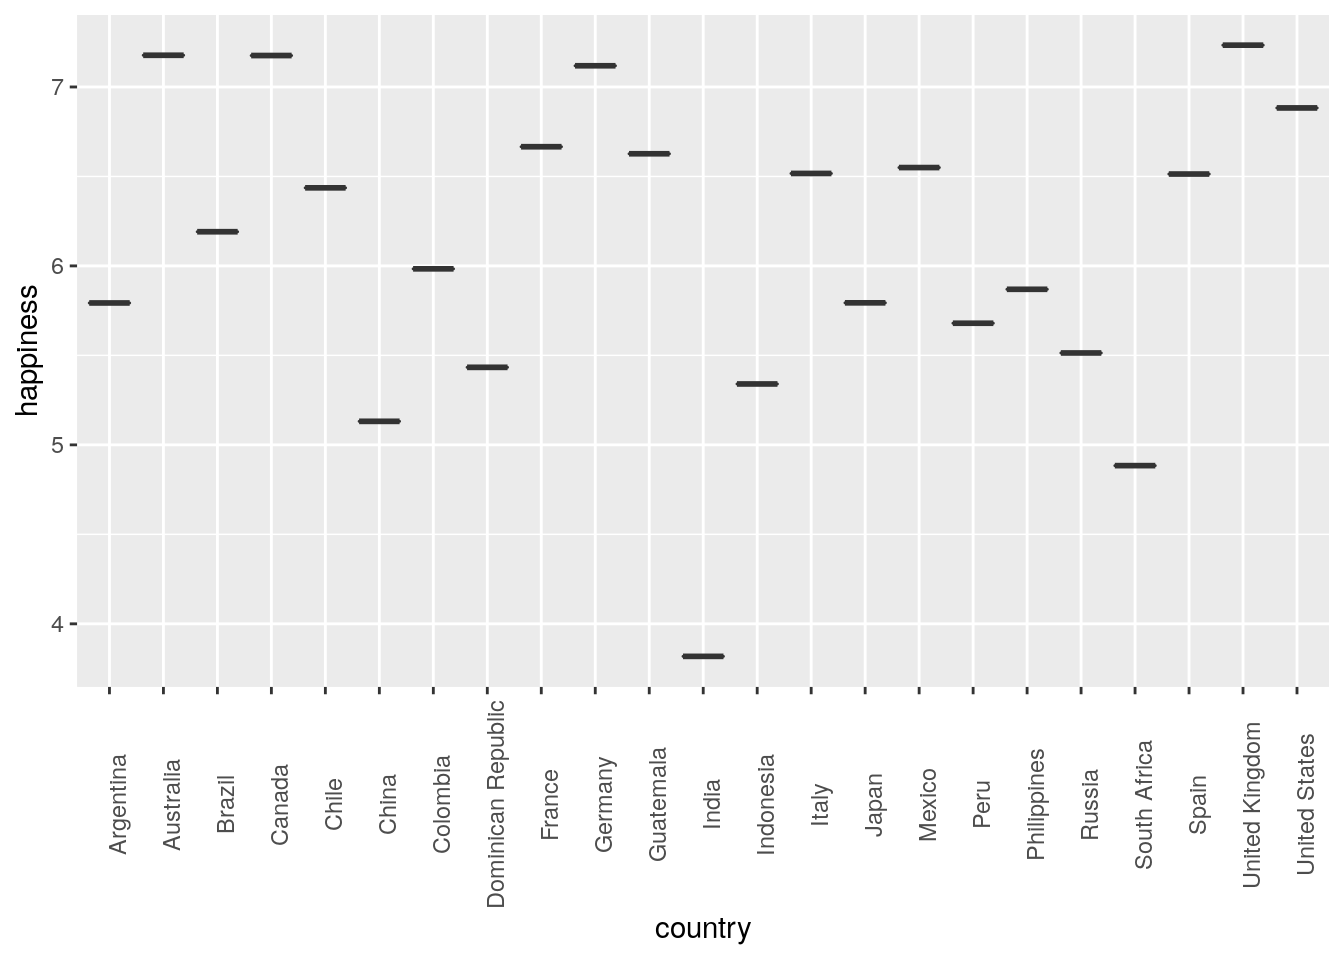 happiness
7
6
5
4
Argentina
Australia
Brazil
Canada
Chile
China
Colombia
Dominican Republic
France
Germany
Guatemala
India
Indonesia
Italy
Japan
Mexico
Peru
Philippines
Russia
South Africa
Spain
United Kingdom
United States
country